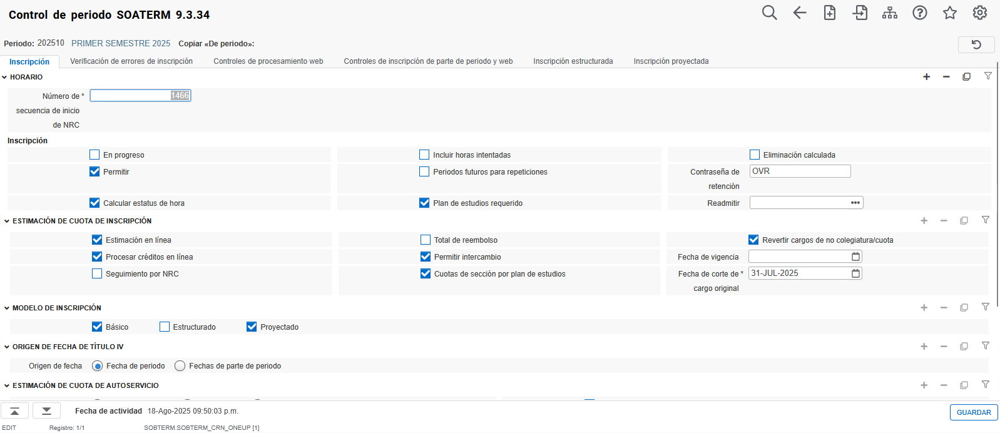 Control de periodo SOATERM 9.3.34
Periodo: 202510 PRIMER SEMESTRE 2025 Copiar «De periodo»:
Inscripción Verificación de errores de inscripción Controles de procesamiento web Controles de inscripción de parte de periodo y web Inscripción estructurada Inscripción proyectada
HORARIO
Número de * 1466
secuencia de inicio
de NRC
Inscripción
En progreso Incluir horas intentadas Eliminación calculada
Permitir Periodos futuros para repeticiones Contraseña de OVR
retención
Calcular estatus de hora Plan de estudios requerido Readmitir
ESTIMACIÓN DE CUOTA DE INSCRIPCIÓN
Estimación en línea Total de reembolso Revertir cargos de no colegiatura/cuota
Procesar créditos en línea Permitir intercambio Fecha de vigencia
Seguimiento por NRC Cuotas de sección por plan de estudios Fecha de corte de * 31-JUL-2025
cargo original
MODELO DE INSCRIPCIÓN
Básico Estructurado Proyectado
ORIGEN DE FECHA DE TÍTULO IV
Origen de fecha Fecha de periodo Fechas de parte de periodo
ESTIMACIÓN DE CUOTA DE AUTOSERVICIO
Fecha de actividad 18-Ago-2025 09:50:03 p.m. GUARDAR
EDIT Registro: 1/1 SOBTERM.SOBTERM_CRN_ONEUP [1]